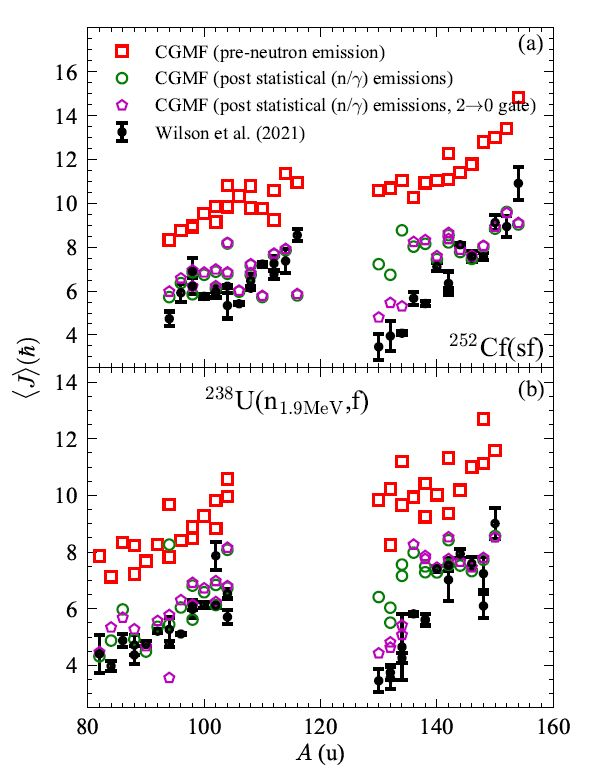 (a)
CGMF (pre-neutron emission)
CGMF (post statistical (n/γ) emissions)
CGMF (post statistical (n/γ) emissions, 2→0 gate)
Wilson et al. (2021)
16
14
12
10
8
6
4
²⁵²Cf(sf)
⟨J⟩(ℏ)
(b)
²³⁸U(n₁.₉MeV,f)
14
12
10
8
6
4
80 100 120 140 160
A (u)